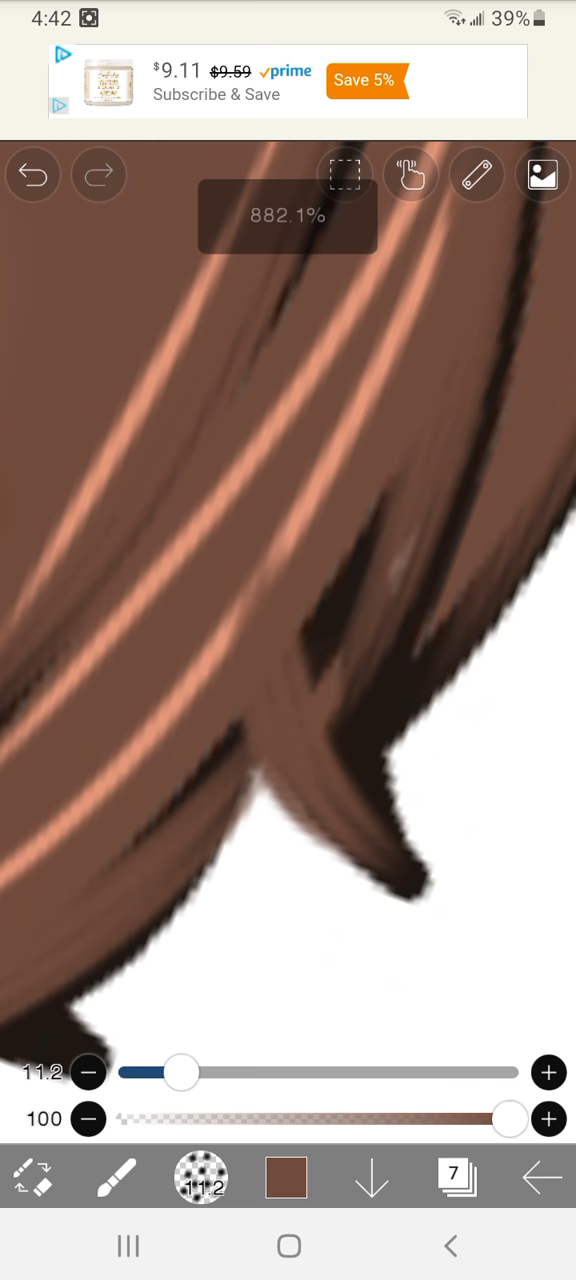 4:42 39%
$9.11 $9.59 prime
Subscribe & Save
Save 5%
882.1%
11.2
100
11.2
7